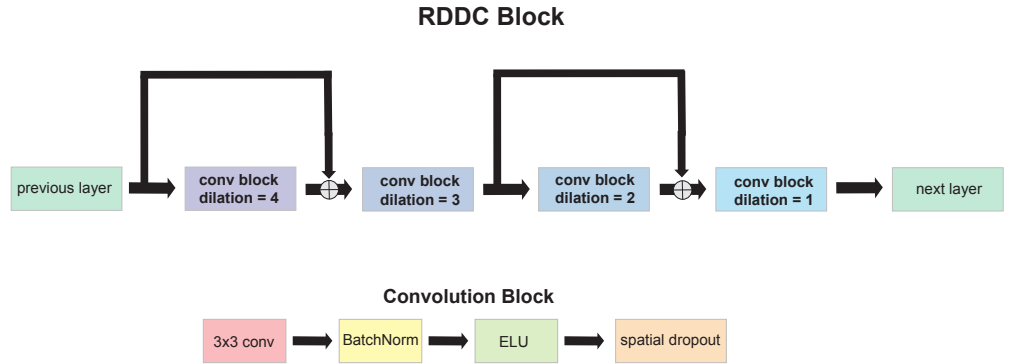 RDDC Block
previous layer
conv block
dilation = 4
conv block
dilation = 3
conv block
dilation = 2
conv block
dilation = 1
next layer
Convolution Block
3x3 conv
BatchNorm
ELU
spatial dropout